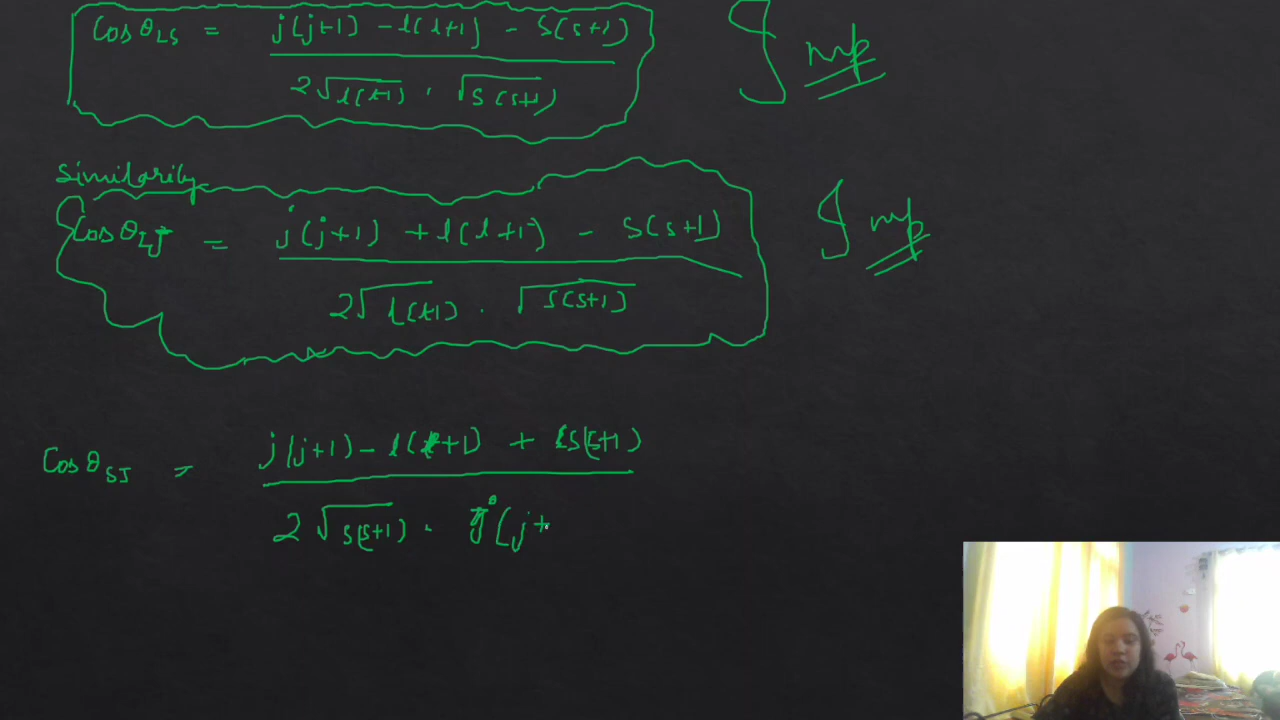 Cos θLS = j(j+1) - l(l+1) - s(s+1)
2√l(l+1) . √s(s+1)
} imp
similarily
Cos θLJ = j(j+1) + l(l+1) - s(s+1)
2√l(l+1) . √s(s+1)
} imp
Cos θSJ = j(j+1) - l(l+1) + s(s+1)
2√s(s+1) . j(j+